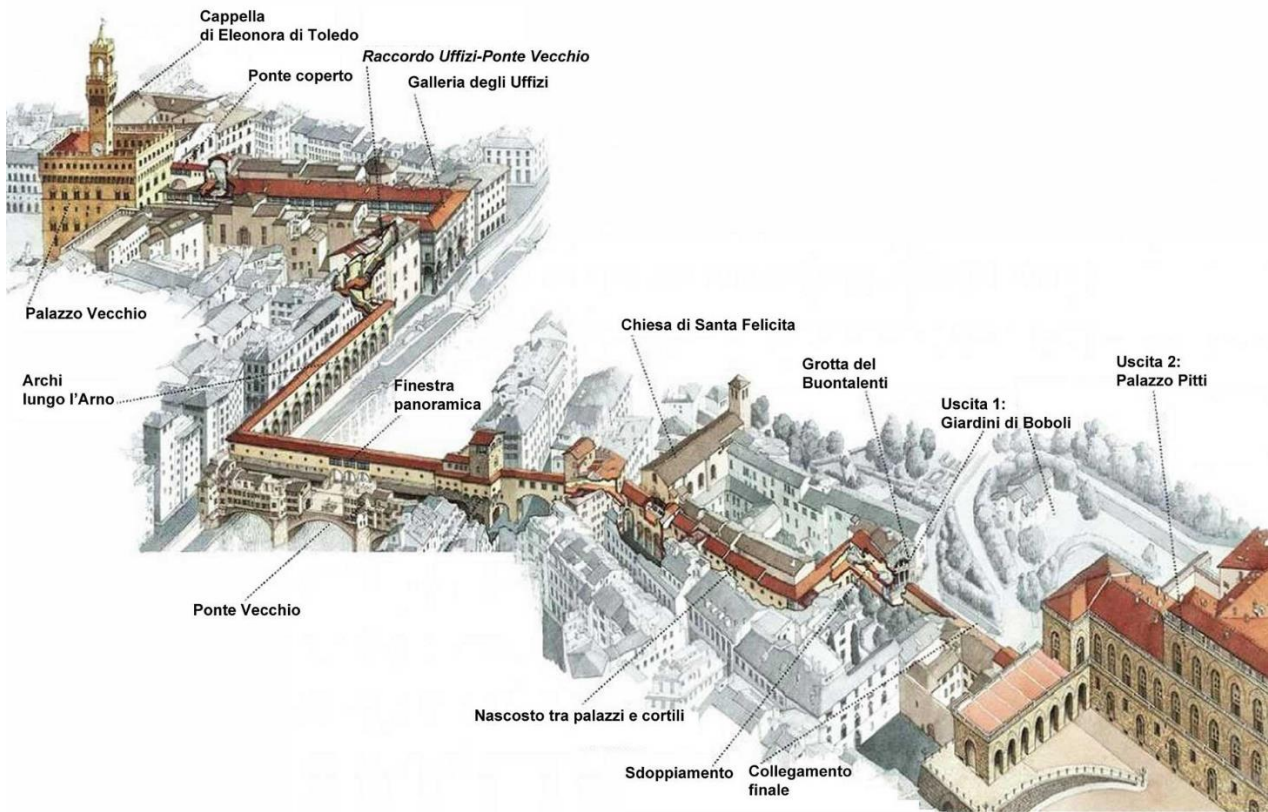 Cappella
di Eleonora di Toledo
Raccordo Uffizi-Ponte Vecchio
Ponte coperto
Galleria degli Uffizi
Palazzo Vecchio
Archi
lungo l'Arno
Finestra
panoramica
Chiesa di Santa Felicita
Grotta del
Buontalenti
Uscita 1:
Giardini di Boboli
Uscita 2:
Palazzo Pitti
Ponte Vecchio
Nascosto tra palazzi e cortili
Sdoppiamento
Collegamento
finale